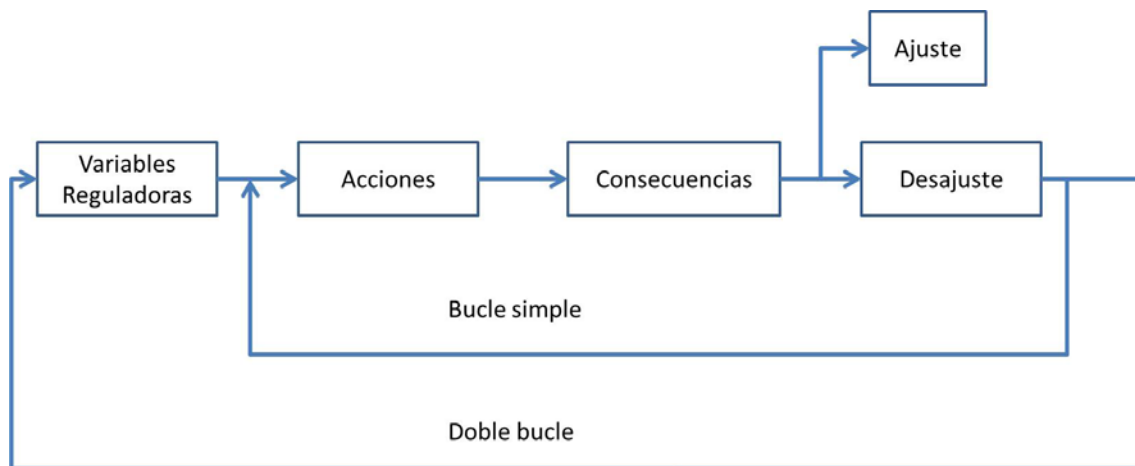 Ajuste
Variables
Reguladoras
Acciones
Consecuencias
Desajuste
Bucle simple
Doble bucle